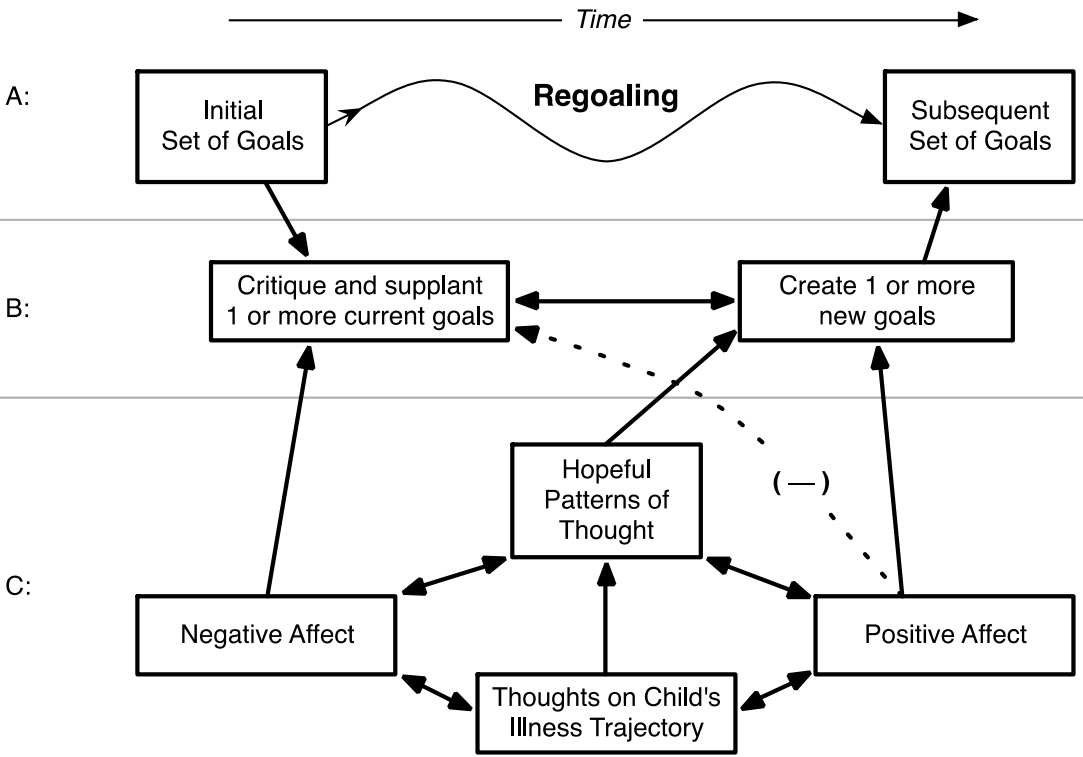 Time
A:
Initial
Set of Goals
Regoaling
Subsequent
Set of Goals
B:
Critique and supplant
1 or more current goals
Create 1 or more
new goals
Hopeful
Patterns of
Thought
( — )
C:
Negative Affect
Positive Affect
Thoughts on Child's
Illness Trajectory